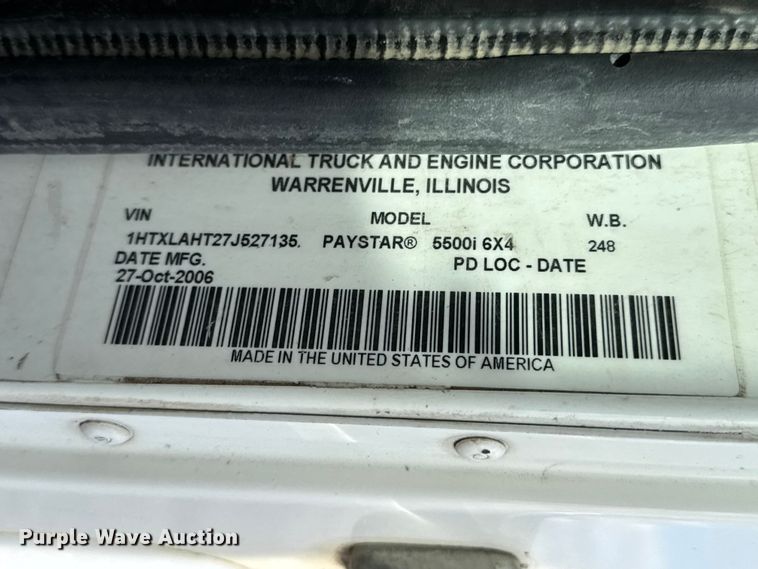 INTERNATIONAL TRUCK AND ENGINE CORPORATION
WARRENVILLE, ILLINOIS
VIN MODEL W.B.
1HTXLAHT27J527135. PAYSTAR® 5500i 6X4 248
DATE MFG. PD LOC - DATE
27-Oct-2006
MADE IN THE UNITED STATES OF AMERICA
Purple Wave Auction